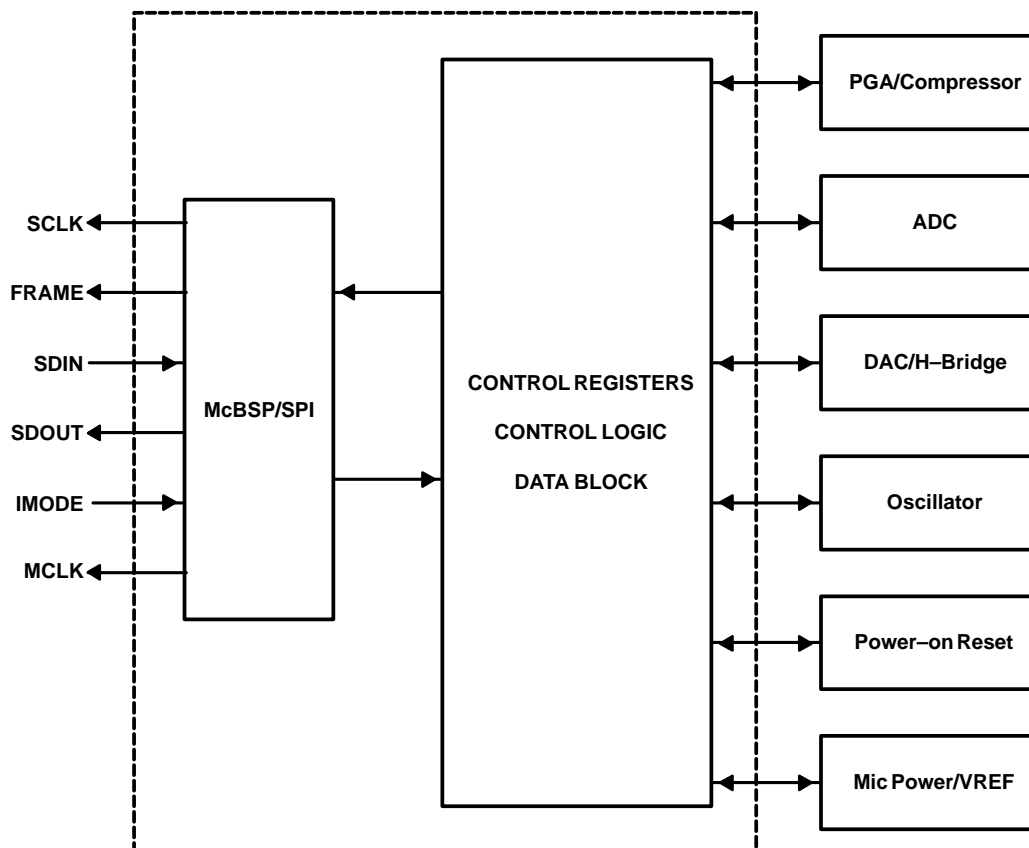 SCLK
FRAME
SDIN
SDOUT
IMODE
MCLK
McBSP/SPI
CONTROL REGISTERS
CONTROL LOGIC
DATA BLOCK
PGA/Compressor
ADC
DAC/H–Bridge
Oscillator
Power–on Reset
Mic Power/VREF